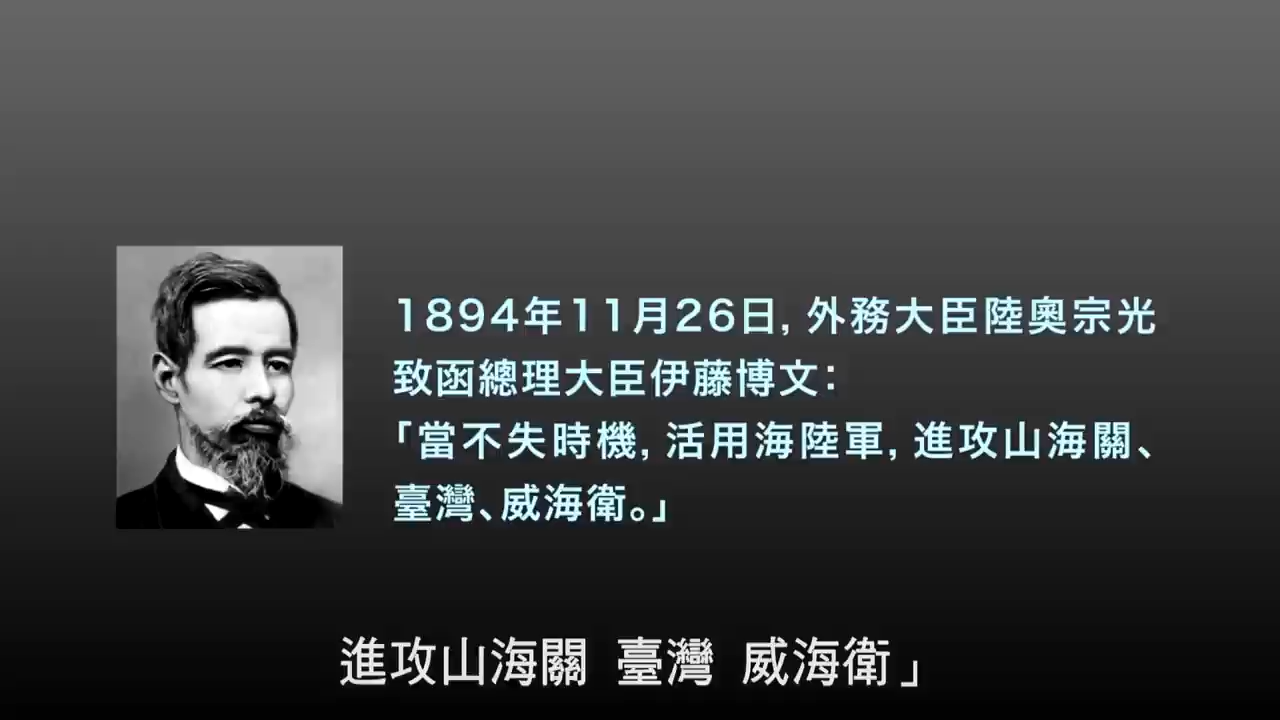 1894年11月26日, 外務大臣陸奧宗光
致函總理大臣伊藤博文:
「當不失時機, 活用海陸軍, 進攻山海關、
臺灣、威海衛。」
進攻山海關 臺灣 威海衛」